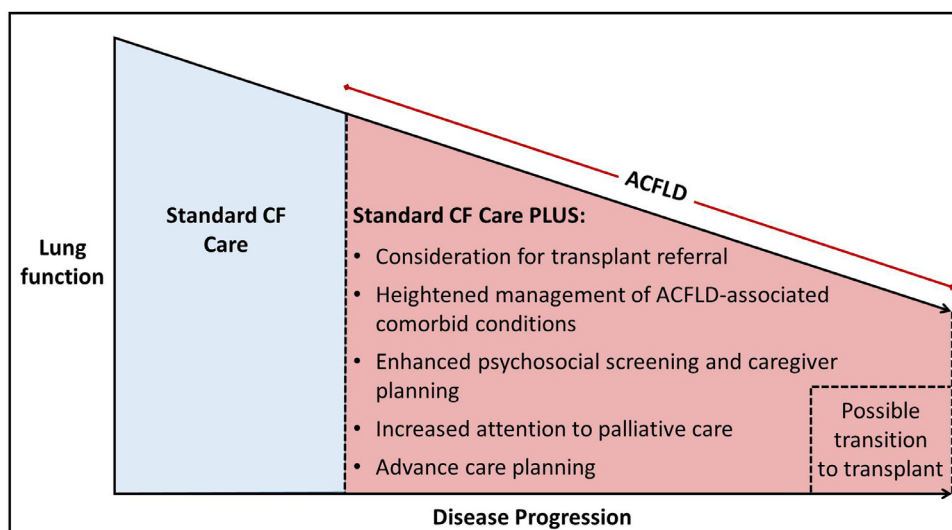 ACFLD
Standard CF
Care
Lung
function
Standard CF Care PLUS:
• Consideration for transplant referral
• Heightened management of ACFLD-associated
comorbid conditions
• Enhanced psychosocial screening and caregiver
planning
• Increased attention to palliative care
• Advance care planning
Possible
transition
to transplant
Disease Progression